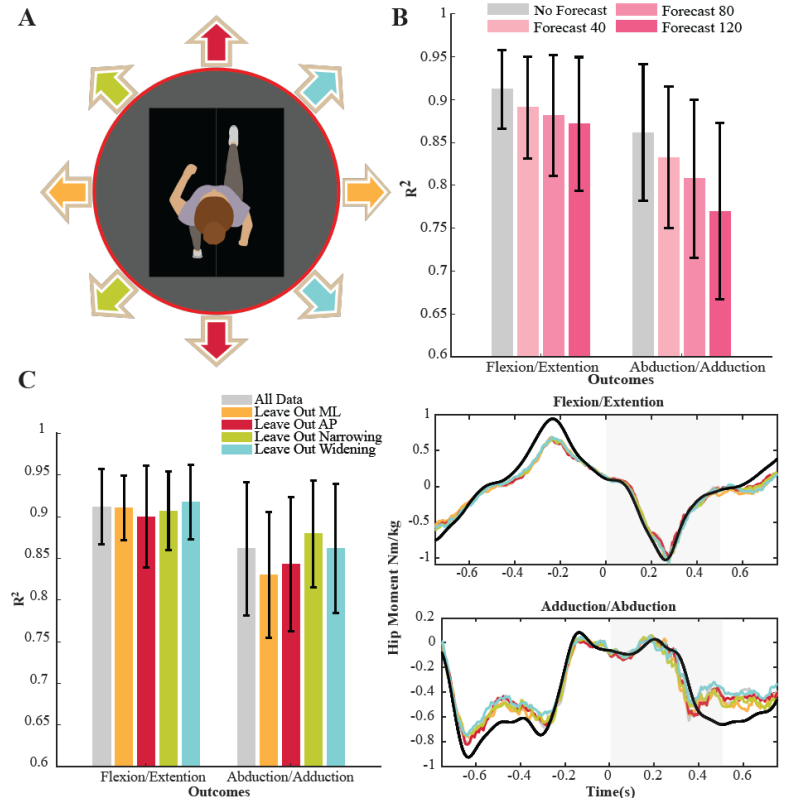 A
B
No Forecast
Forecast 80
Forecast 40
Forecast 120
1
0.95
0.9
0.85
0.8
0.75
0.7
0.65
0.6
R²
Flexion/Extention
Abduction/Adduction
Outcomes
C
All Data
Leave Out ML
Leave Out AP
Leave Out Narrowing
Leave Out Widening
1
0.95
0.9
0.85
0.8
0.75
0.7
0.65
0.6
R²
Flexion/Extention
Abduction/Adduction
Outcomes
Flexion/Extention
1
0.5
0
-0.5
-1
-0.6
-0.4
-0.2
0
0.2
0.4
0.6
Hip Moment Nm/kg
Adduction/Abduction
0.2
0
-0.2
-0.4
-0.6
-0.8
-1
-0.6
-0.4
-0.2
0
0.2
0.4
0.6
Time(s)